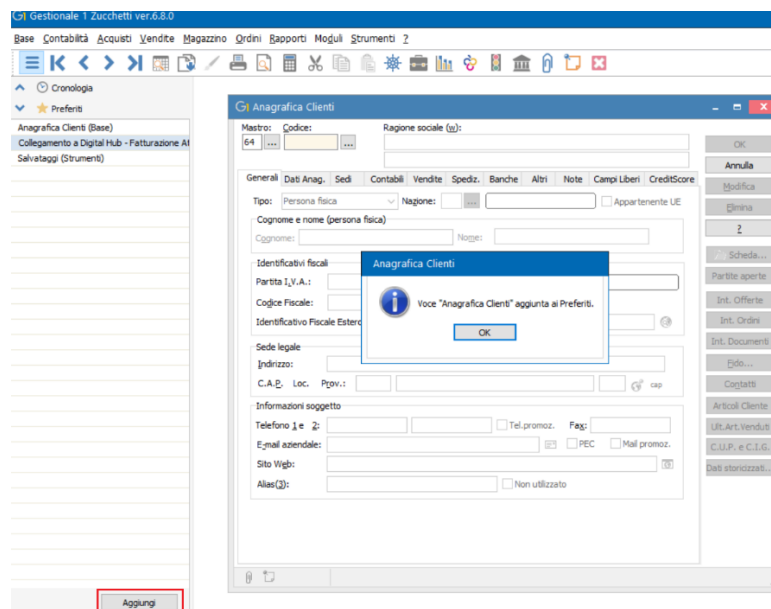 G1 Gestionale 1 Zucchetti ver.6.8.0
Base Contabilità Acquisti Vendite Magazzino Ordini Rapporti Moduli Strumenti ?
Cronologia
Preferiti
Anagrafica Clienti (Base)
Collegamento a Digital Hub - Fatturazione At
Salvataggi (Strumenti)
Aggiungi
G1 Anagrafica Clienti
Mastro: Codice: Ragione sociale (w):
64 ... ...
Generali Dati Anag. Sedi Contabili Vendite Spediz. Banche Altri Note Campi Liberi CreditScore
Tipo: Persona fisica Nazione: ... Appartenente UE
Cognome e nome (persona fisica)
Cognome: Nome:
Identificativi fiscali
Partita I.V.A.:
Codice Fiscale:
Identificativo Fiscale Estero
Sede legale
Indirizzo:
C.A.P. Loc. Prov.: cap
Informazioni soggetto
Telefono 1 e 2: Tel.promoz. Fax:
E-mail aziendale: PEC Mail promoz.
Sito Web:
Alias(3): Non utilizzato
Anagrafica Clienti
Voce "Anagrafica Clienti" aggiunta ai Preferiti.
OK
OK
Annulla
Modifica
Elimina
?
Scheda...
Partite aperte
Int. Offerte
Int. Ordini
Int. Documenti
Fido...
Contatti
Articoli Cliente
Ult.Art.Venduti
C.U.P. e C.I.G.
Dati storicizzati...